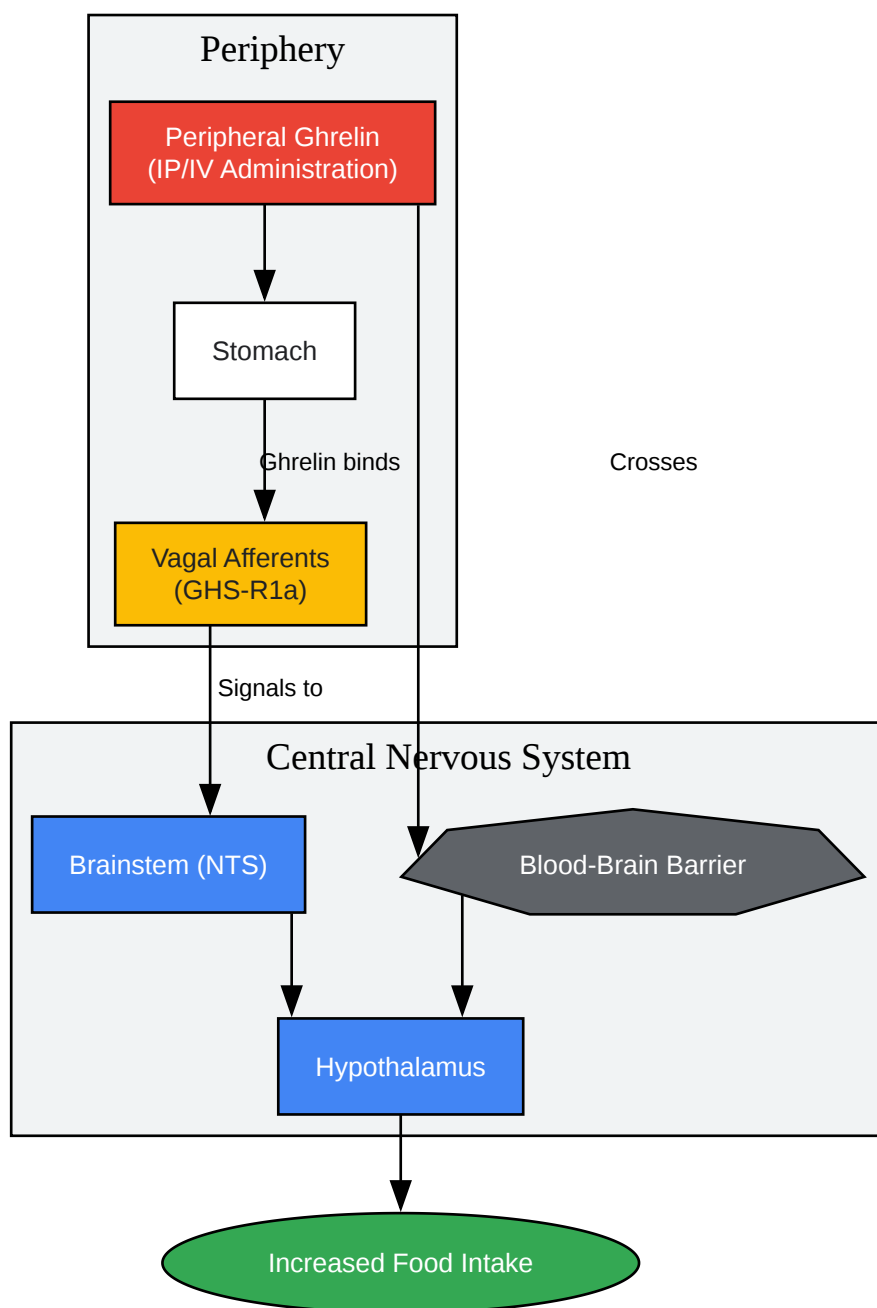 Periphery
Peripheral Ghrelin
(IP/IV Administration)
Stomach
Ghrelin binds
Crosses
Vagal Afferents
(GHS-R1a)
Signals to
Central Nervous System
Brainstem (NTS)
Blood-Brain Barrier
Hypothalamus
Increased Food Intake